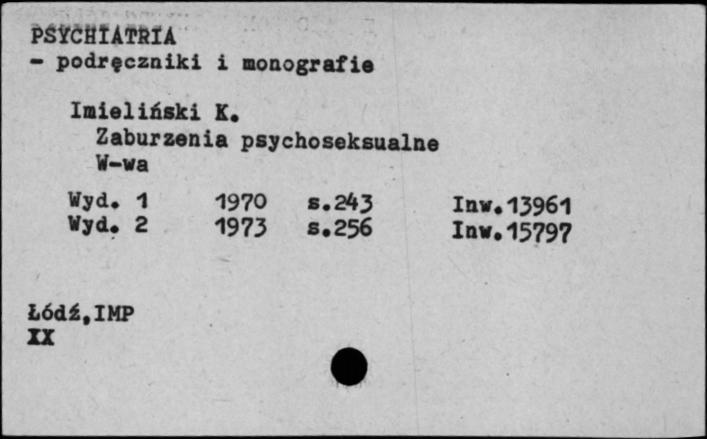 PSYCHIATRIA
- podręczniki i monografie
Imieliński K.
Zaburzenia psychoseksualne
W-wa
Wyd. 1 1970 s.243 Inw.13961
Wyd. 2 1973 s.256 Inw.15797
Łódź,IMP
XX